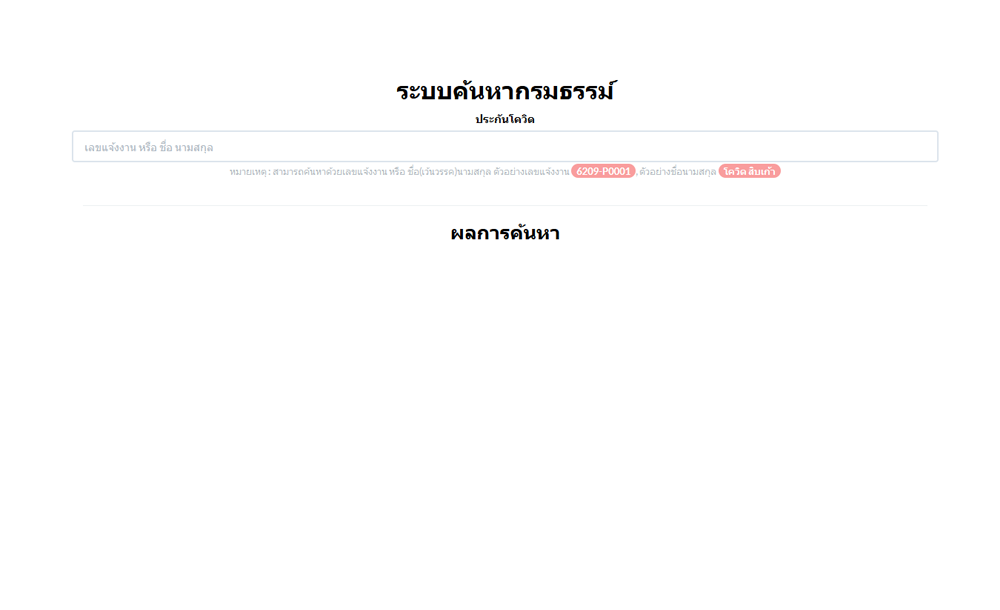 ระบบค้นหากรมธรรม์
ประกันโควิด
เลขแจ้งงาน หรือ ชื่อ นามสกุล
หมายเหตุ : สามารถค้นหาด้วยเลขแจ้งงาน หรือ ชื่อ(เว้นวรรค)นามสกุล ตัวอย่างเลขแจ้งงาน 6209-P0001 , ตัวอย่างชื่อนามสกุล โควิด สิบเก้า
ผลการค้นหา